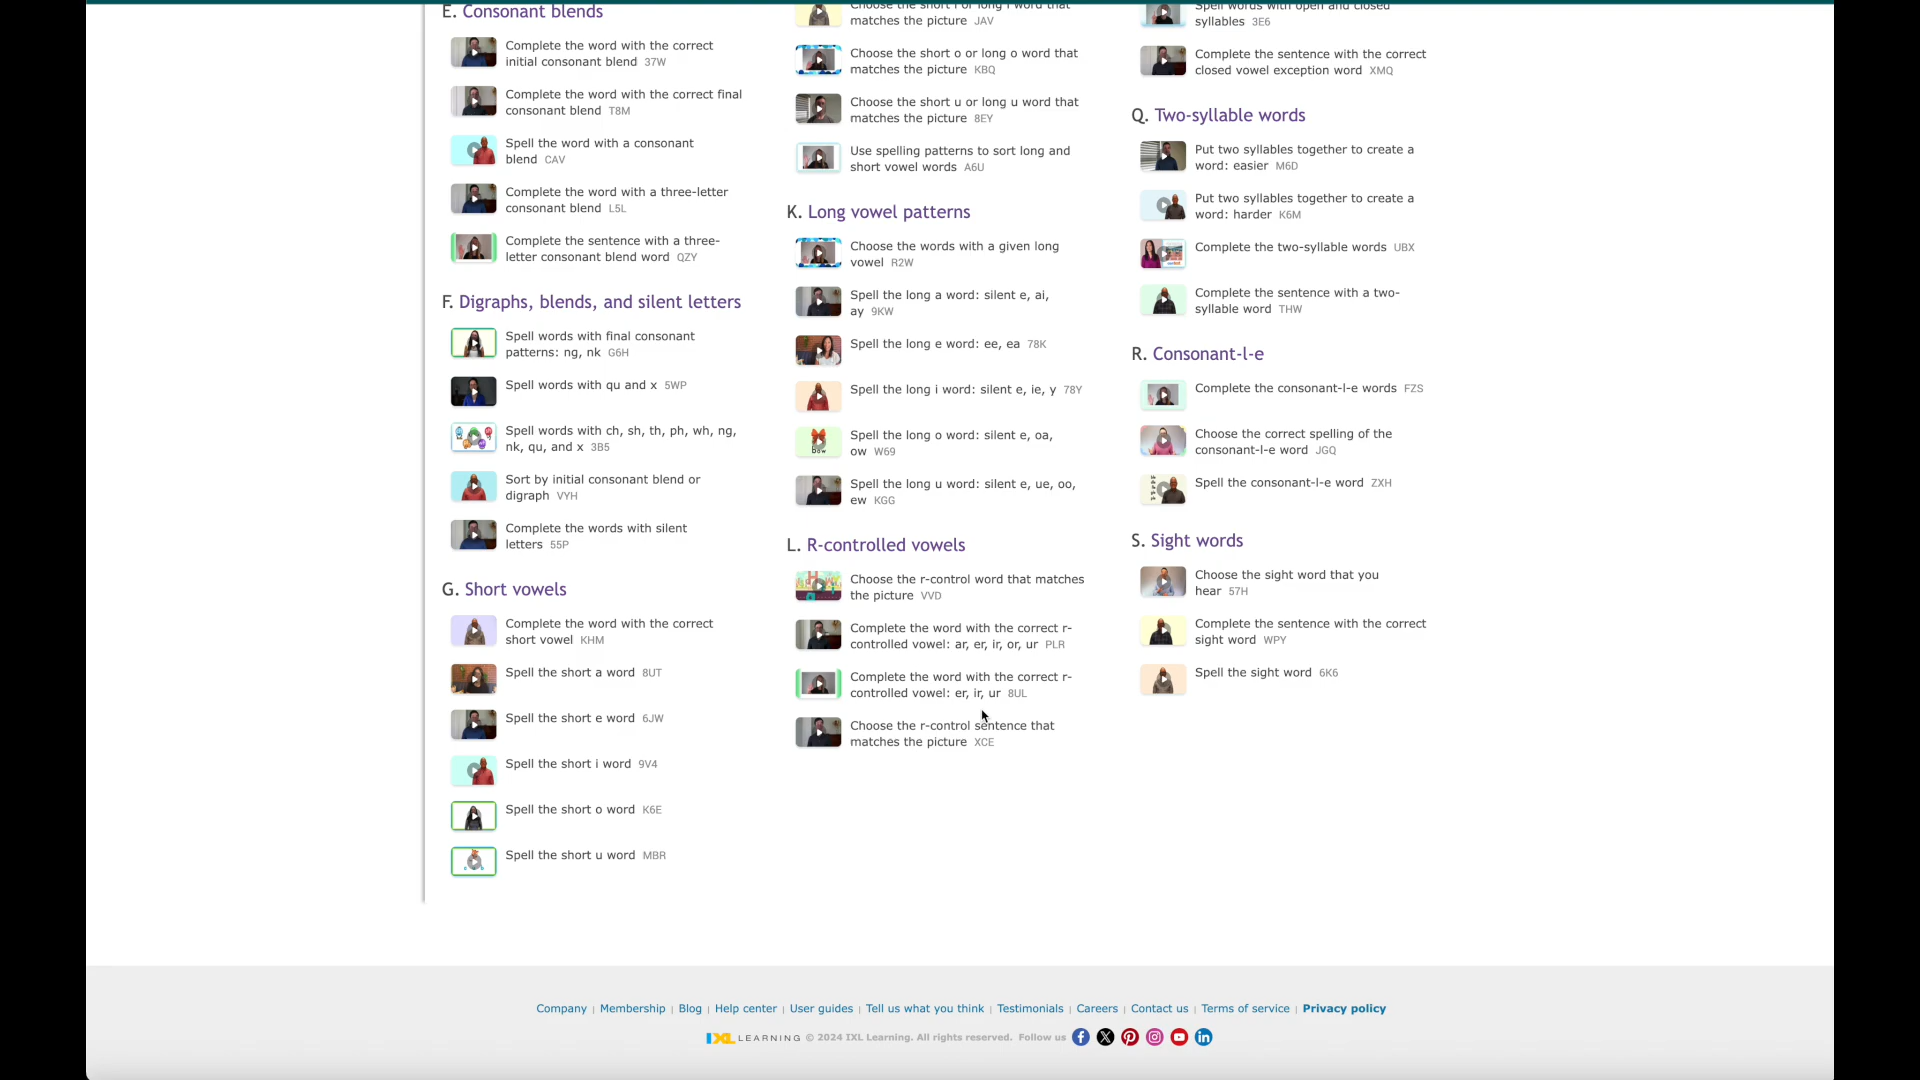 E. Consonant blends
Complete the word with the correct
initial consonant blend 37W
Complete the word with the correct final
consonant blend T8M
Spell the word with a consonant
blend CAV
Complete the word with a three-letter
consonant blend L5L
Complete the sentence with a three-
letter consonant blend word QZY
F. Digraphs, blends, and silent letters
Spell words with final consonant
patterns: ng, nk G6H
Spell words with qu and x 5WP
Spell words with ch, sh, th, ph, wh, ng,
nk, qu, and x 3B5
Sort by initial consonant blend or
digraph VYH
Complete the words with silent
letters 55P
G. Short vowels
Complete the word with the correct
short vowel KHM
Spell the short a word 8UT
Spell the short e word 6JW
Spell the short i word 9V4
Spell the short o word K6E
Spell the short u word MBR
Choose the short i or long i word that
matches the picture JAV
Choose the short o or long o word that
matches the picture KBQ
Choose the short u or long u word that
matches the picture 8EY
Use spelling patterns to sort long and
short vowel words A6U
K. Long vowel patterns
Choose the words with a given long
vowel R2W
Spell the long a word: silent e, ai,
ay 9KW
Spell the long e word: ee, ea 78K
Spell the long i word: silent e, ie, y 78Y
bow
Spell the long o word: silent e, oa,
ow W69
Spell the long u word: silent e, ue, oo,
ew KGG
L. R-controlled vowels
Choose the r-control word that matches
the picture VVD
Complete the word with the correct r-
controlled vowel: ar, er, ir, or, ur PLR
Complete the word with the correct r-
controlled vowel: er, ir, ur 8UL
Choose the r-control sentence that
matches the picture XCE
Spell words with open and closed
syllables 3E6
Complete the sentence with the correct
closed vowel exception word XMQ
Q. Two-syllable words
Put two syllables together to create a
word: easier M6D
Put two syllables together to create a
word: harder K6M
Complete the two-syllable words UBX
Complete the sentence with a two-
syllable word THW
R. Consonant-l-e
Complete the consonant-l-e words FZS
Choose the correct spelling of the
consonant-l-e word JGQ
Spell the consonant-l-e word ZXH
S. Sight words
Choose the sight word that you
hear 57H
Complete the sentence with the correct
sight word WPY
Spell the sight word 6K6
Company | Membership | Blog | Help center | User guides | Tell us what you think | Testimonials | Careers | Contact us | Terms of service | Privacy policy
IXL LEARNING © 2024 IXL Learning. All rights reserved. Follow us